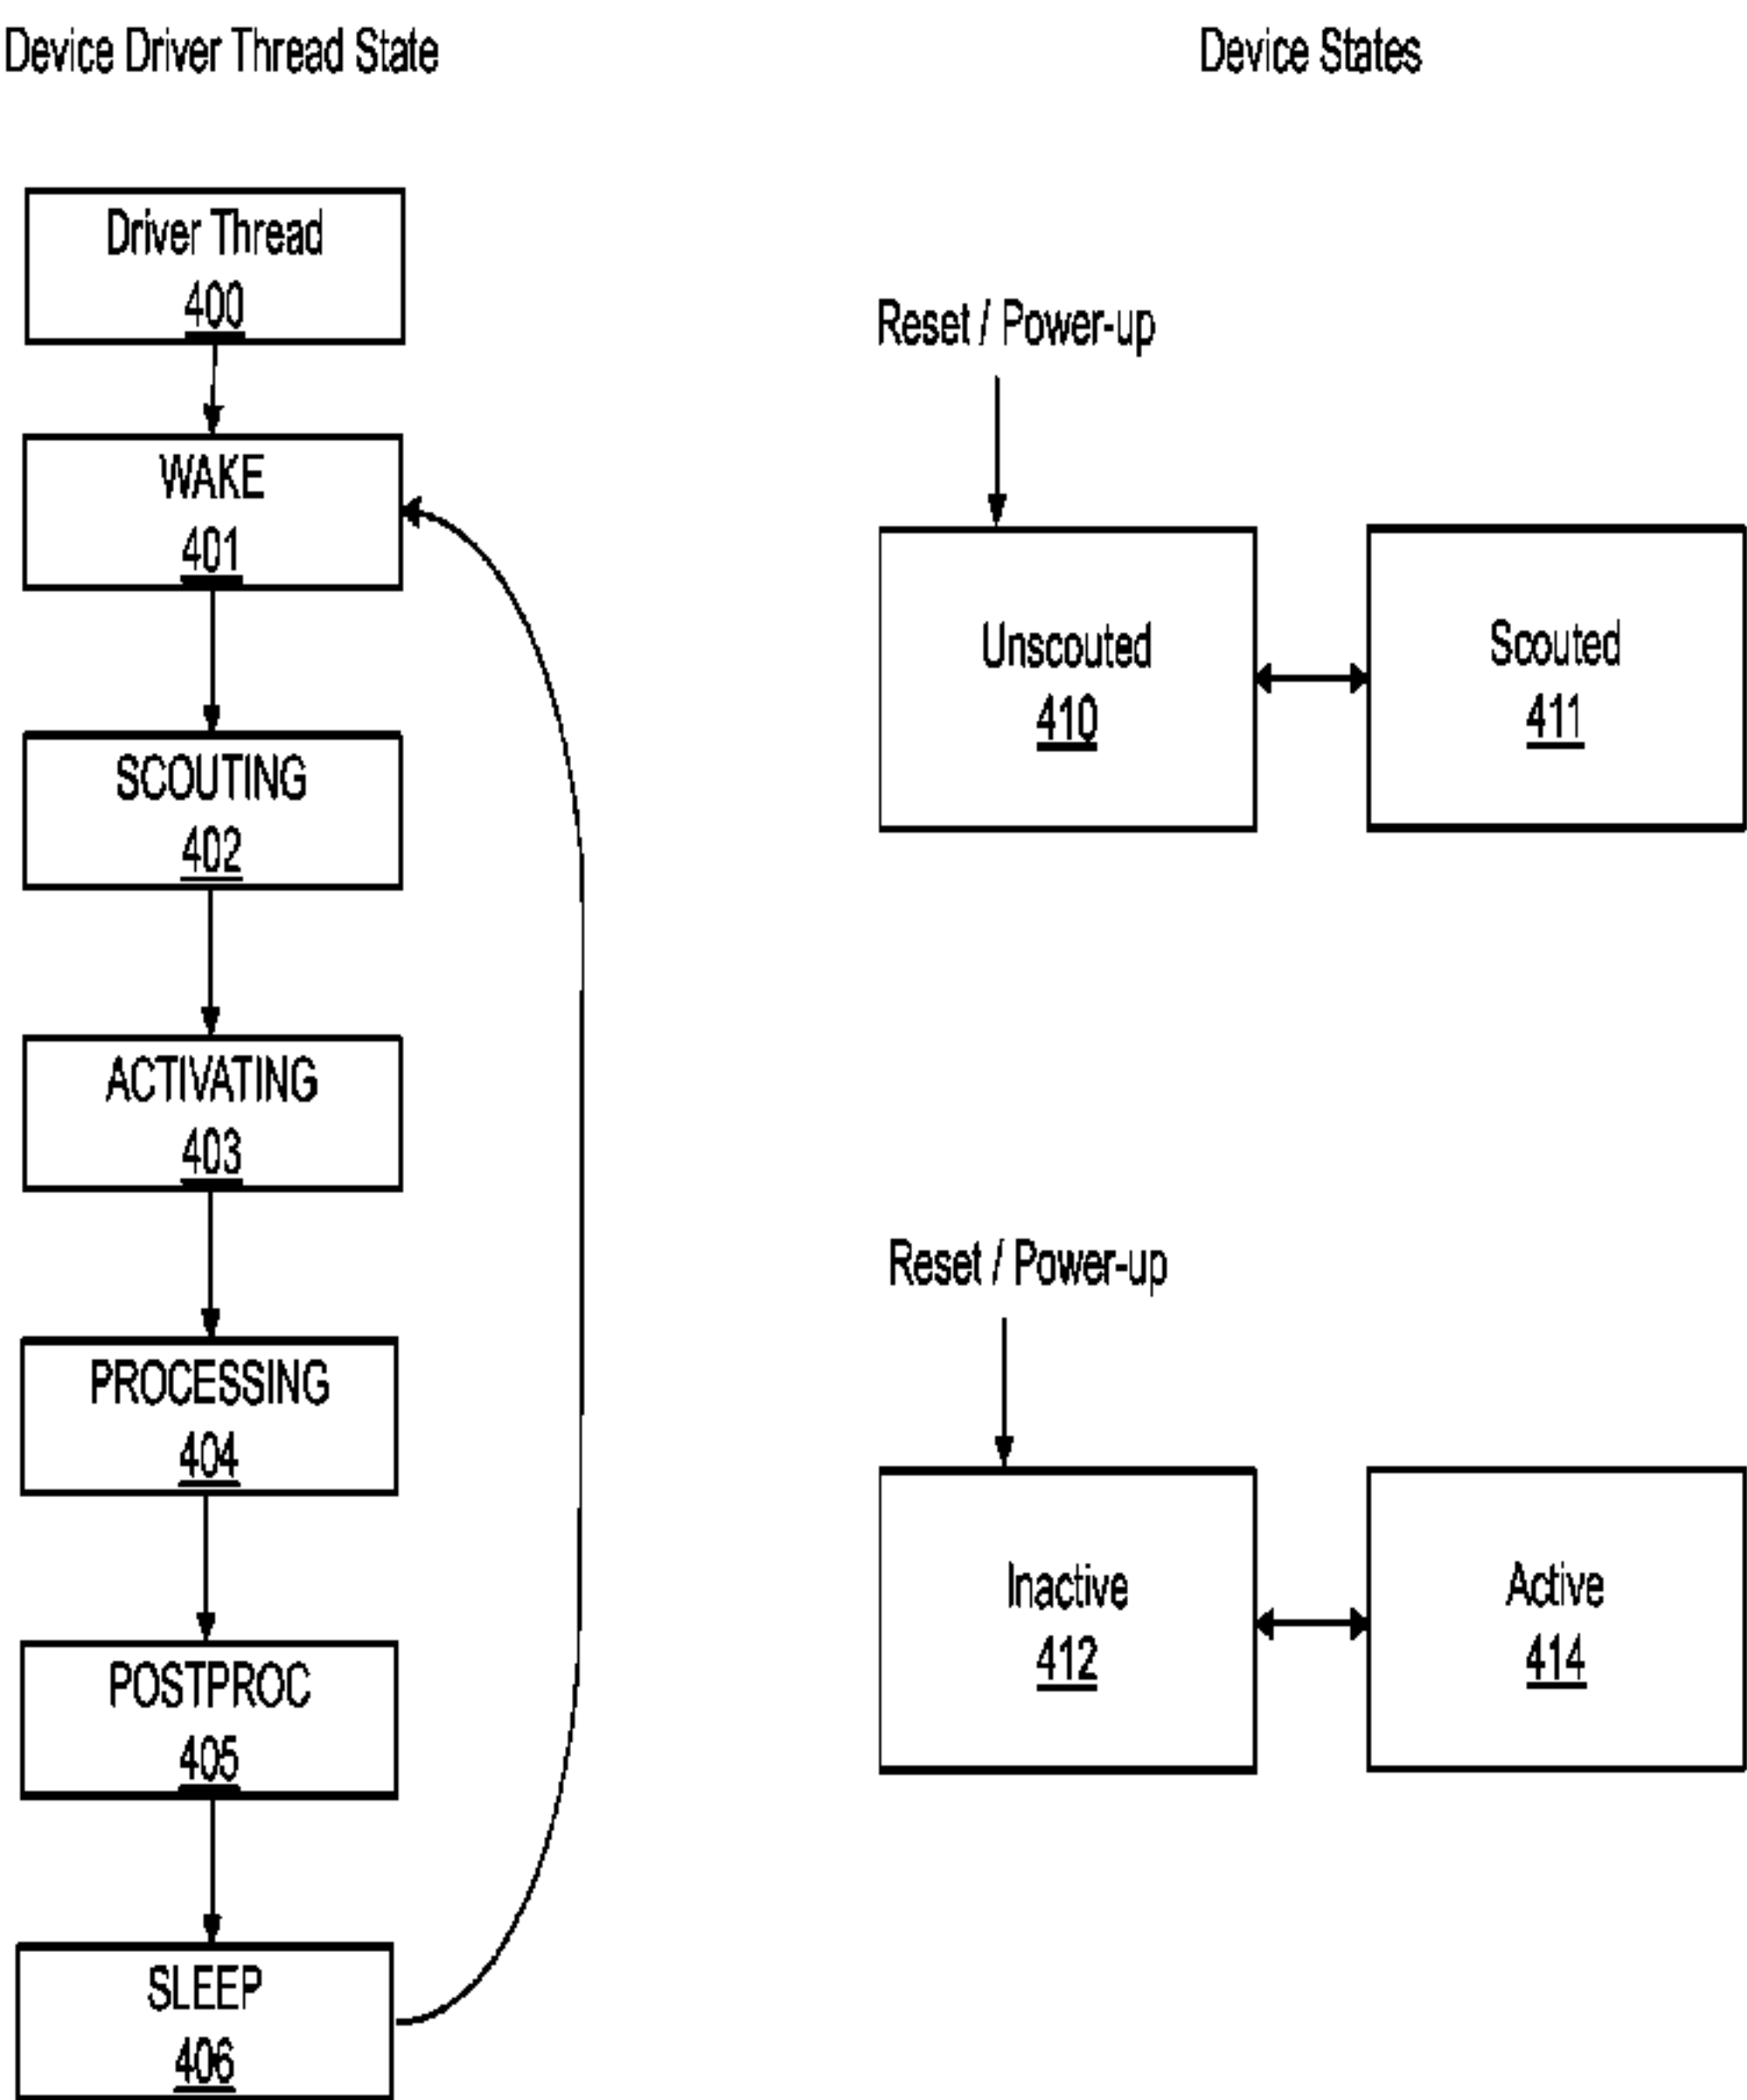 Device Driver Thread State
Device States
Driver Thread
400
WAKE
401
SCOUTING
402
ACTIVATING
403
PROCESSING
404
POSTPROC
405
SLEEP
406
Reset / Power-up
Unscouted
410
Scouted
411
Reset / Power-up
Inactive
412
Active
414